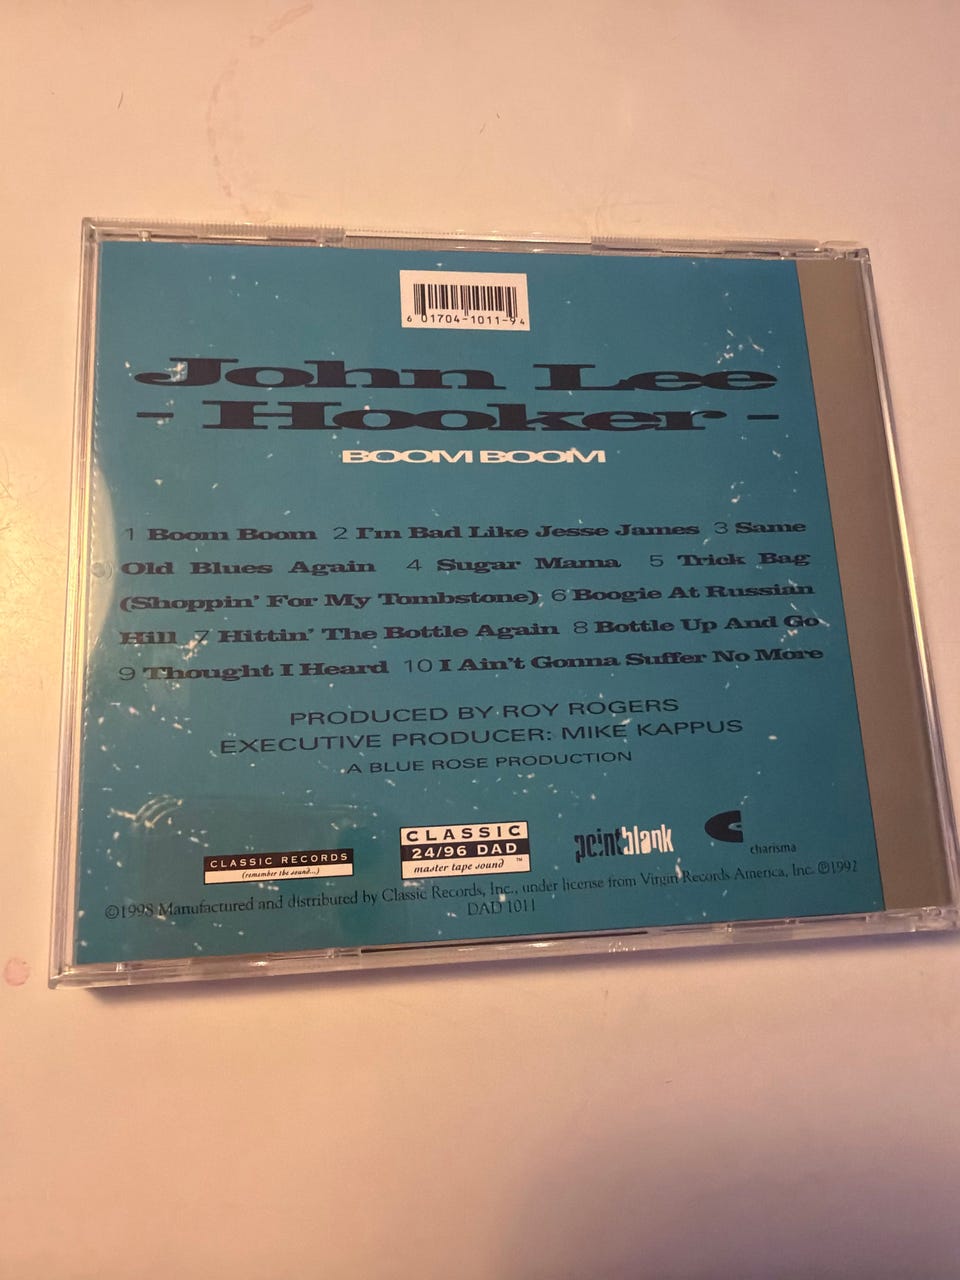 6 01704-1011-9 4
John Lee
- Hooker -
BOOM BOOM
1 Boom Boom 2 I'm Bad Like Jesse James 3 Same
Old Blues Again 4 Sugar Mama 5 Trick Bag
(Shoppin' For My Tombstone) 6 Boogie At Russian
Hill 7 Hittin' The Bottle Again 8 Bottle Up And Go
9 Thought I Heard 10 I Ain't Gonna Suffer No More
PRODUCED BY ROY ROGERS
EXECUTIVE PRODUCER: MIKE KAPPUS
A BLUE ROSE PRODUCTION
CLASSIC RECORDS
(remember the sound...)
CLASSIC
24/96 DAD
master tape sound ™
pointblank
charisma
©1998 Manufactured and distributed by Classic Records, Inc., under license from Virgin Records America, Inc. ℗1992
DAD 1011